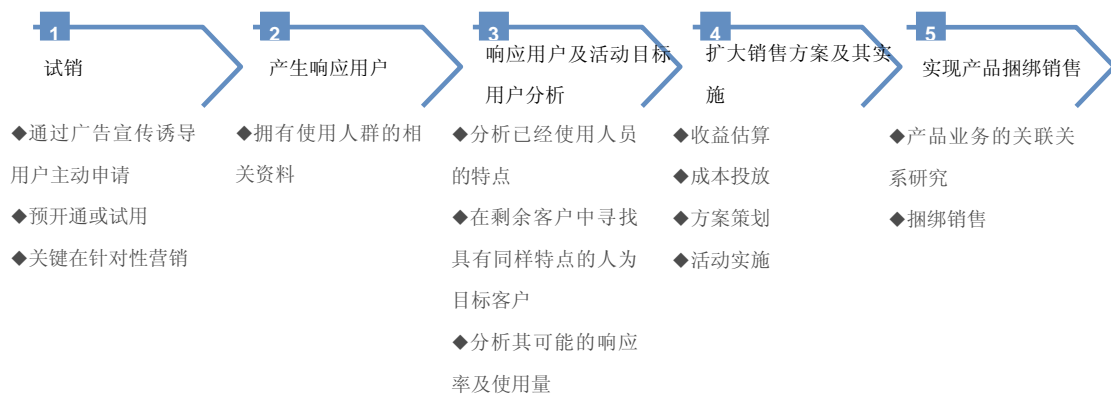 1
试销
◆通过广告宣传诱导
用户主动申请
◆预开通或试用
◆关键在针对性营销
2
产生响应用户
◆拥有使用人群的相
关资料
3
响应用户及活动目标
用户分析
◆分析已经使用人员
的特点
◆在剩余客户中寻找
具有同样特点的人为
目标客户
◆分析其可能的响应
率及使用量
4
扩大销售方案及其实
施
◆收益估算
◆成本投放
◆方案策划
◆活动实施
5
实现产品捆绑销售
◆产品业务的关联关
系研究
◆捆绑销售